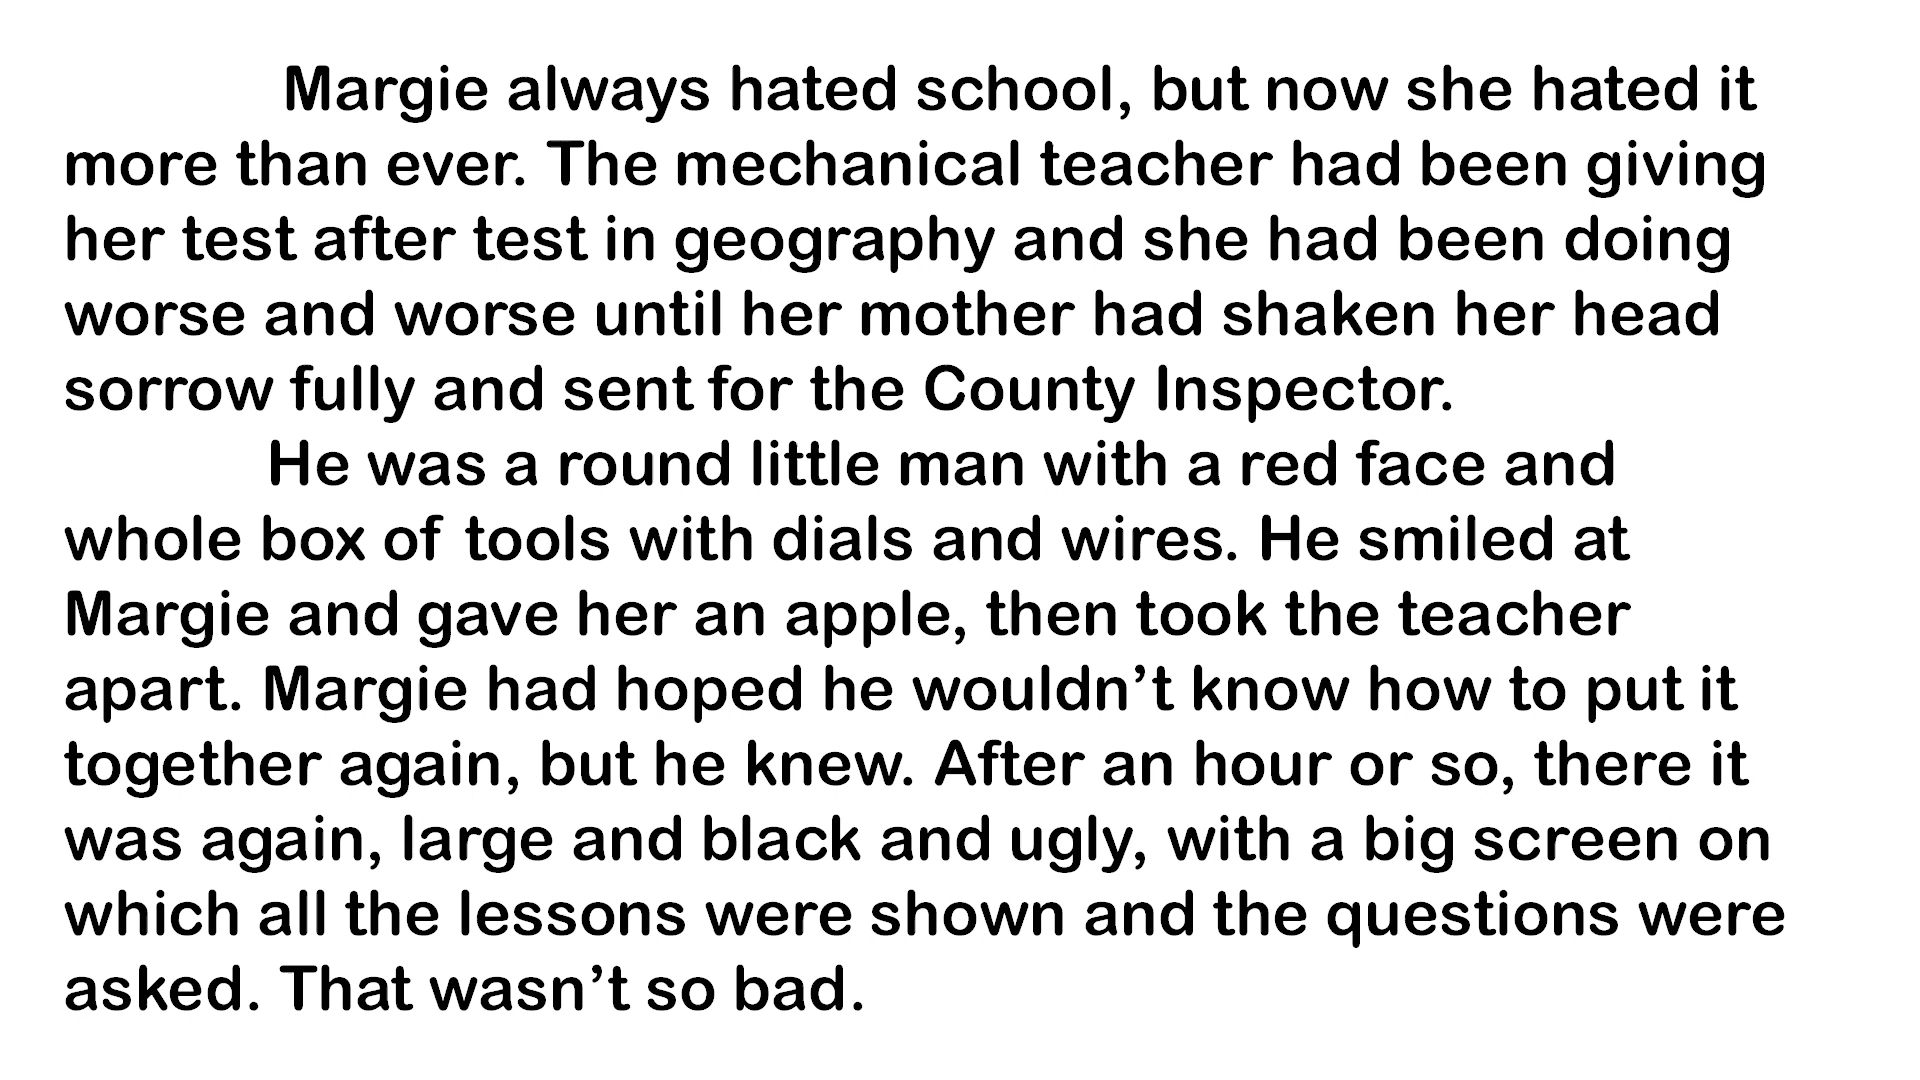 Margie always hated school, but now she hated it
more than ever. The mechanical teacher had been giving
her test after test in geography and she had been doing
worse and worse until her mother had shaken her head
sorrow fully and sent for the County Inspector.
He was a round little man with a red face and
whole box of tools with dials and wires. He smiled at
Margie and gave her an apple, then took the teacher
apart. Margie had hoped he wouldn’t know how to put it
together again, but he knew. After an hour or so, there it
was again, large and black and ugly, with a big screen on
which all the lessons were shown and the questions were
asked. That wasn’t so bad.